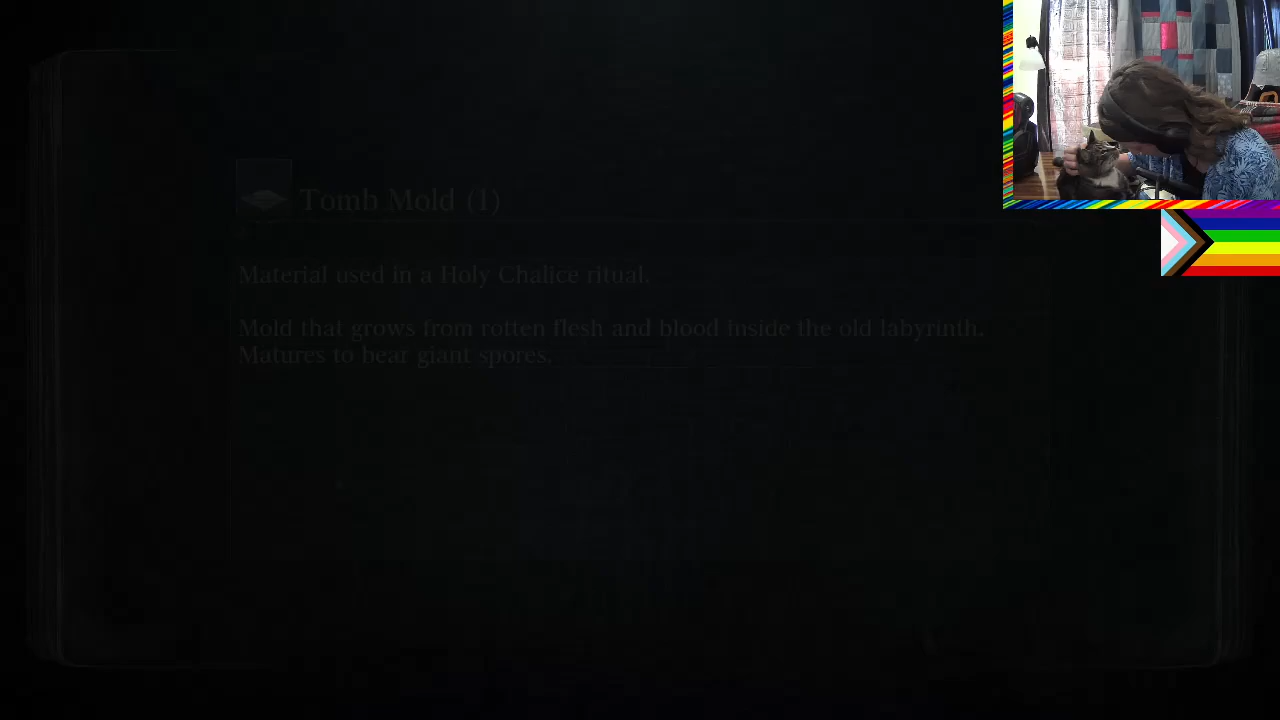 Tomb Mold (1)
Material used in a Holy Chalice ritual.
Mold that grows from rotten flesh and blood inside the old labyrinth.
Matures to bear giant spores.